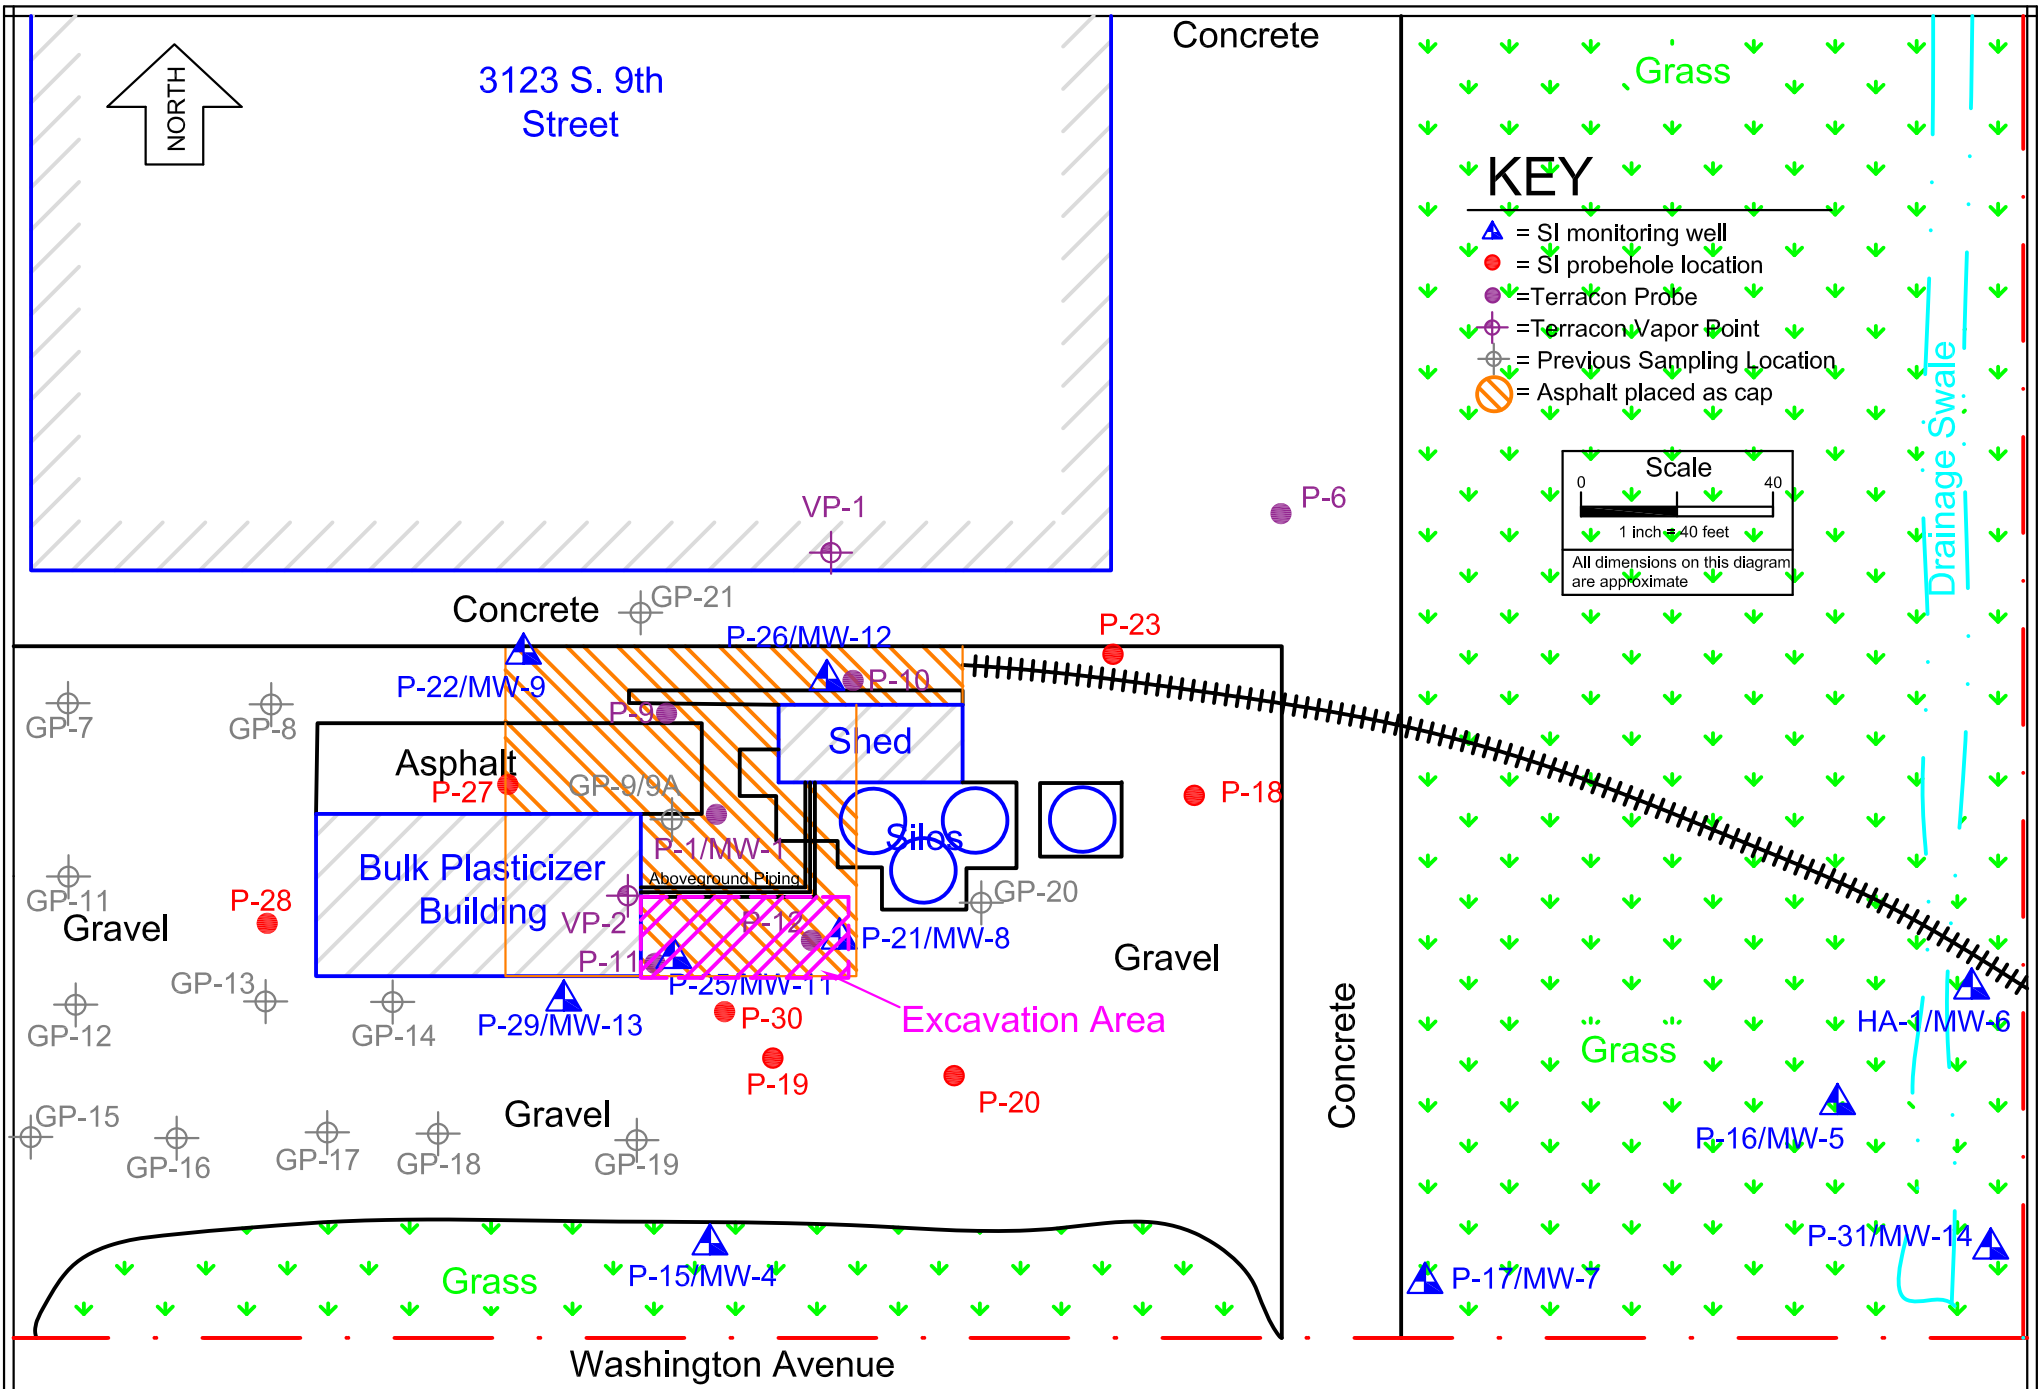 Concrete
Grass
NORTH
3123 S. 9th
Street
KEY
= SI monitoring well
= SI probehole location
=Terracon Probe
=Terracon Vapor Point
= Previous Sampling Location
= Asphalt placed as cap
Scale
0 40
1 inch = 40 feet
All dimensions on this diagram
are approximate
Drainage Swale
VP-1
P-6
Concrete
GP-21
P-26/MW-12
P-23
P-22/MW-9
P-10
GP-7
GP-8
P-9
Shed
Asphalt
P-27
GP-9/9A
P-18
Silos
P-1/MW-1
Bulk Plasticizer
Building
Aboveground Piping
GP-11
P-28
Gravel
VP-2
P-12
GP-20
P-21/MW-8
Gravel
P-11
P-25/MW-11
GP-13
GP-12
GP-14
P-29/MW-13
P-30
Excavation Area
HA-1/MW-6
Grass
Concrete
P-19
P-20
GP-15
Gravel
GP-16
GP-17
GP-18
GP-19
P-16/MW-5
P-31/MW-14
Grass
P-15/MW-4
P-17/MW-7
Washington Avenue